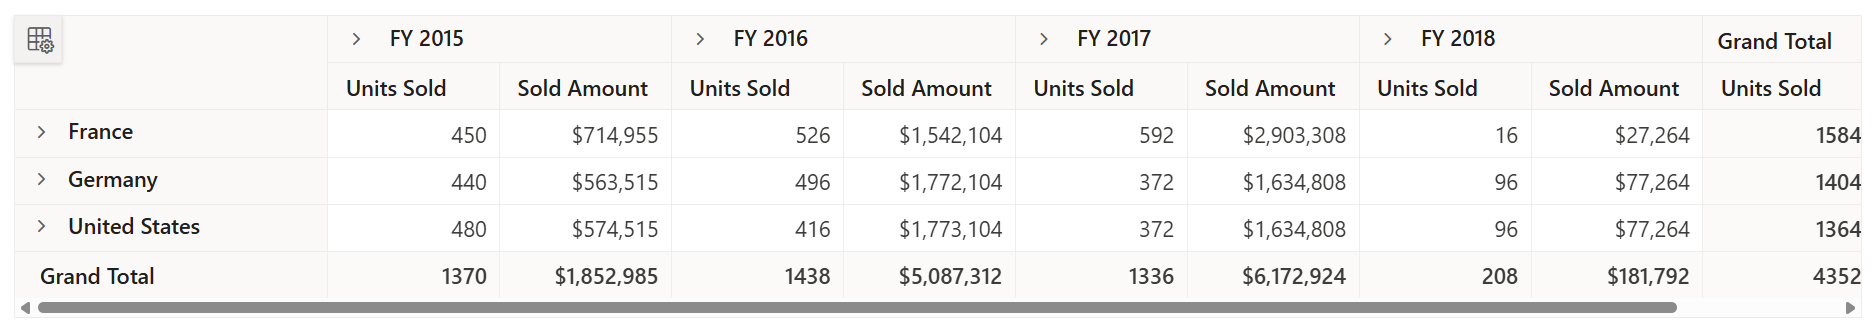 FY 2015 FY 2016 FY 2017 FY 2018 Grand Total
Units Sold Sold Amount Units Sold Sold Amount Units Sold Sold Amount Units Sold Sold Amount Units Sold
France 450 $714,955 526 $1,542,104 592 $2,903,308 16 $27,264 1584
Germany 440 $563,515 496 $1,772,104 372 $1,634,808 96 $77,264 1404
United States 480 $574,515 416 $1,773,104 372 $1,634,808 96 $77,264 1364
Grand Total 1370 $1,852,985 1438 $5,087,312 1336 $6,172,924 208 $181,792 4352